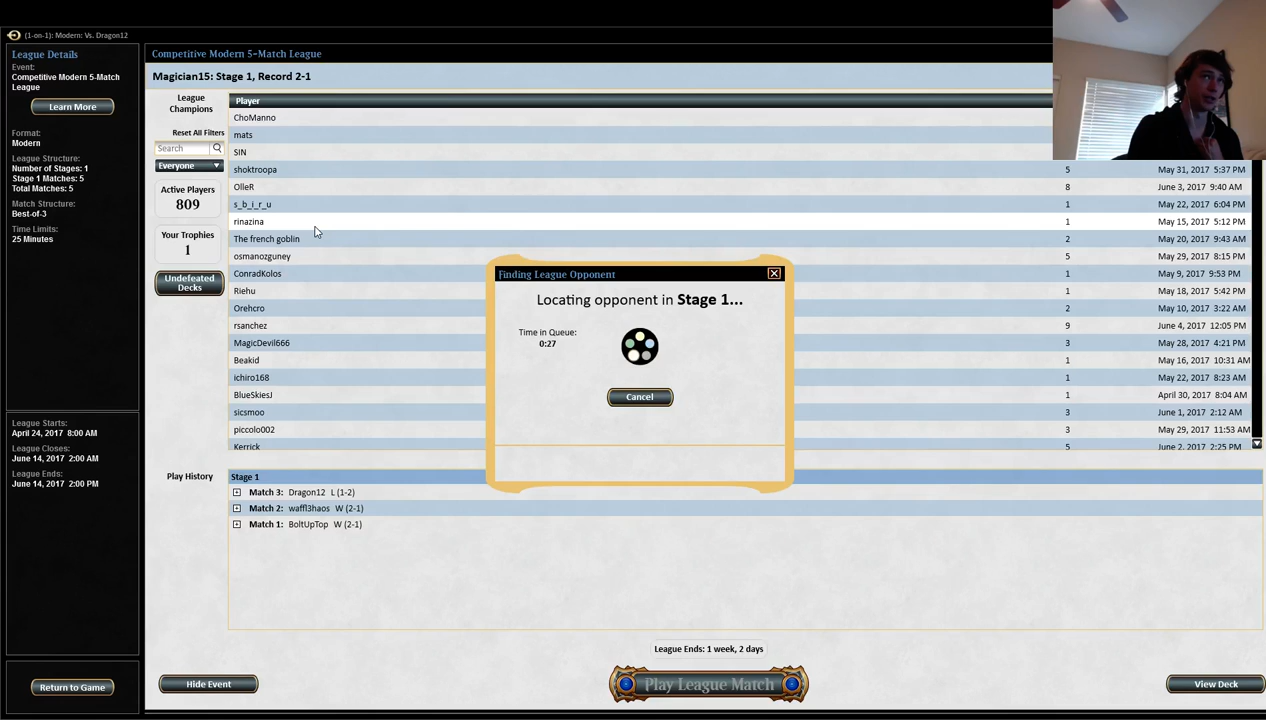 (1-on-1): Modern: Vs. Dragon12
League Details
Event:
Competitive Modern 5-Match
League
Learn More
Format:
Modern
League Structure:
Number of Stages: 1
Stage 1 Matches: 5
Total Matches: 5
Match Structure:
Best-of-3
Time Limits:
25 Minutes
League Starts:
April 24, 2017 8:00 AM
League Closes:
June 14, 2017 2:00 AM
League Ends:
June 14, 2017 2:00 PM
Return to Game
Competitive Modern 5-Match League
Magician15: Stage 1, Record 2-1
League
Champions
Reset All Filters
Search
Everyone
Active Players
809
Your Trophies
1
Undefeated
Decks
Player
ChoManno
mats
SIN
shoktroopa 5 May 31, 2017 5:37 PM
OlleR 8 June 3, 2017 9:40 AM
s_b_i_r_u 1 May 22, 2017 6:04 PM
rinazina 1 May 15, 2017 5:12 PM
The french goblin 2 May 20, 2017 9:43 AM
osmanozguney 5 May 29, 2017 8:15 PM
ConradKolos 1 May 9, 2017 9:53 PM
Riehu 1 May 18, 2017 5:42 PM
Orehcro 2 May 10, 2017 3:22 AM
rsanchez 9 June 4, 2017 12:05 PM
MagicDevil666 3 May 28, 2017 4:21 PM
Beakid 1 May 16, 2017 10:31 AM
ichiro168 1 May 22, 2017 8:23 AM
BlueSkiesJ 1 April 30, 2017 8:04 AM
sicsmoo 3 June 1, 2017 2:12 AM
piccolo002 3 May 29, 2017 11:53 AM
Kerrick 5 June 2, 2017 2:25 PM
Finding League Opponent
Locating opponent in Stage 1...
Time in Queue:
0:27
Cancel
Play History
Stage 1
Match 3: Dragon12 L (1-2)
Match 2: waffl3haos W (2-1)
Match 1: BoltUpTop W (2-1)
League Ends: 1 week, 2 days
Hide Event
Play League Match
View Deck